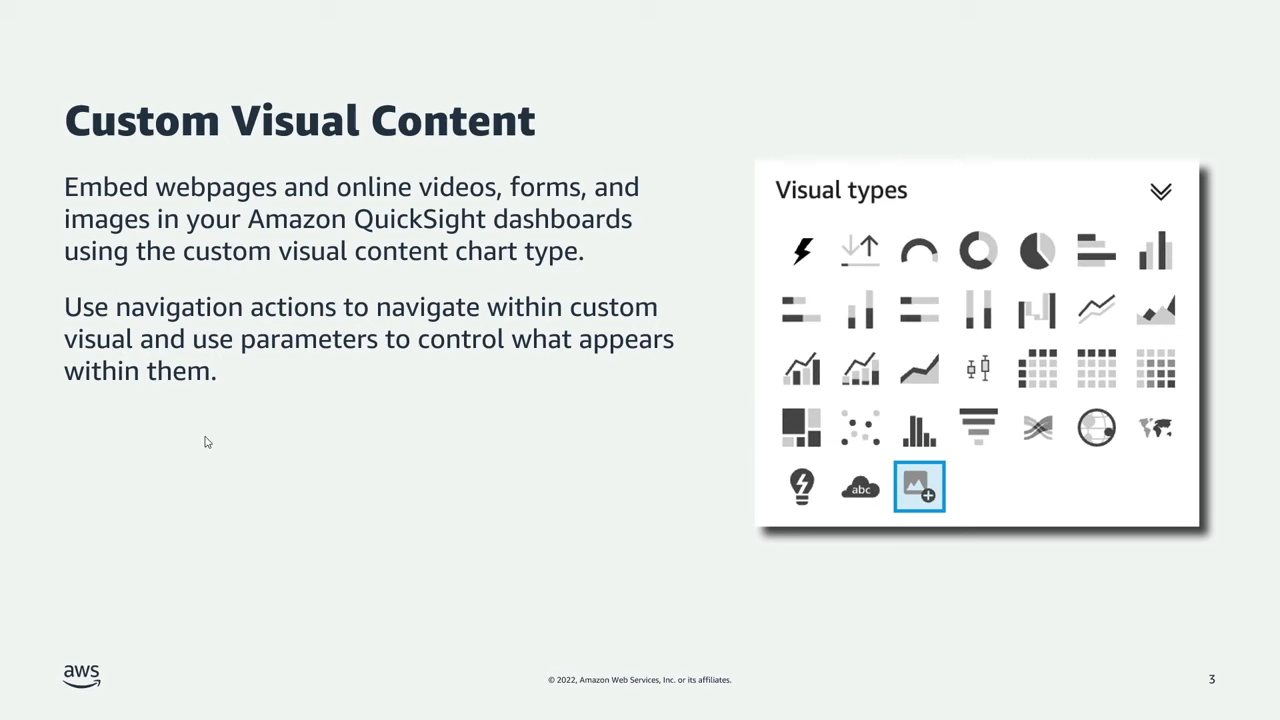 Custom Visual Content
Embed webpages and online videos, forms, and
images in your Amazon QuickSight dashboards
using the custom visual content chart type.
Use navigation actions to navigate within custom
visual and use parameters to control what appears
within them.
Visual types
abc
aws
© 2022, Amazon Web Services, Inc. or its affiliates.
3